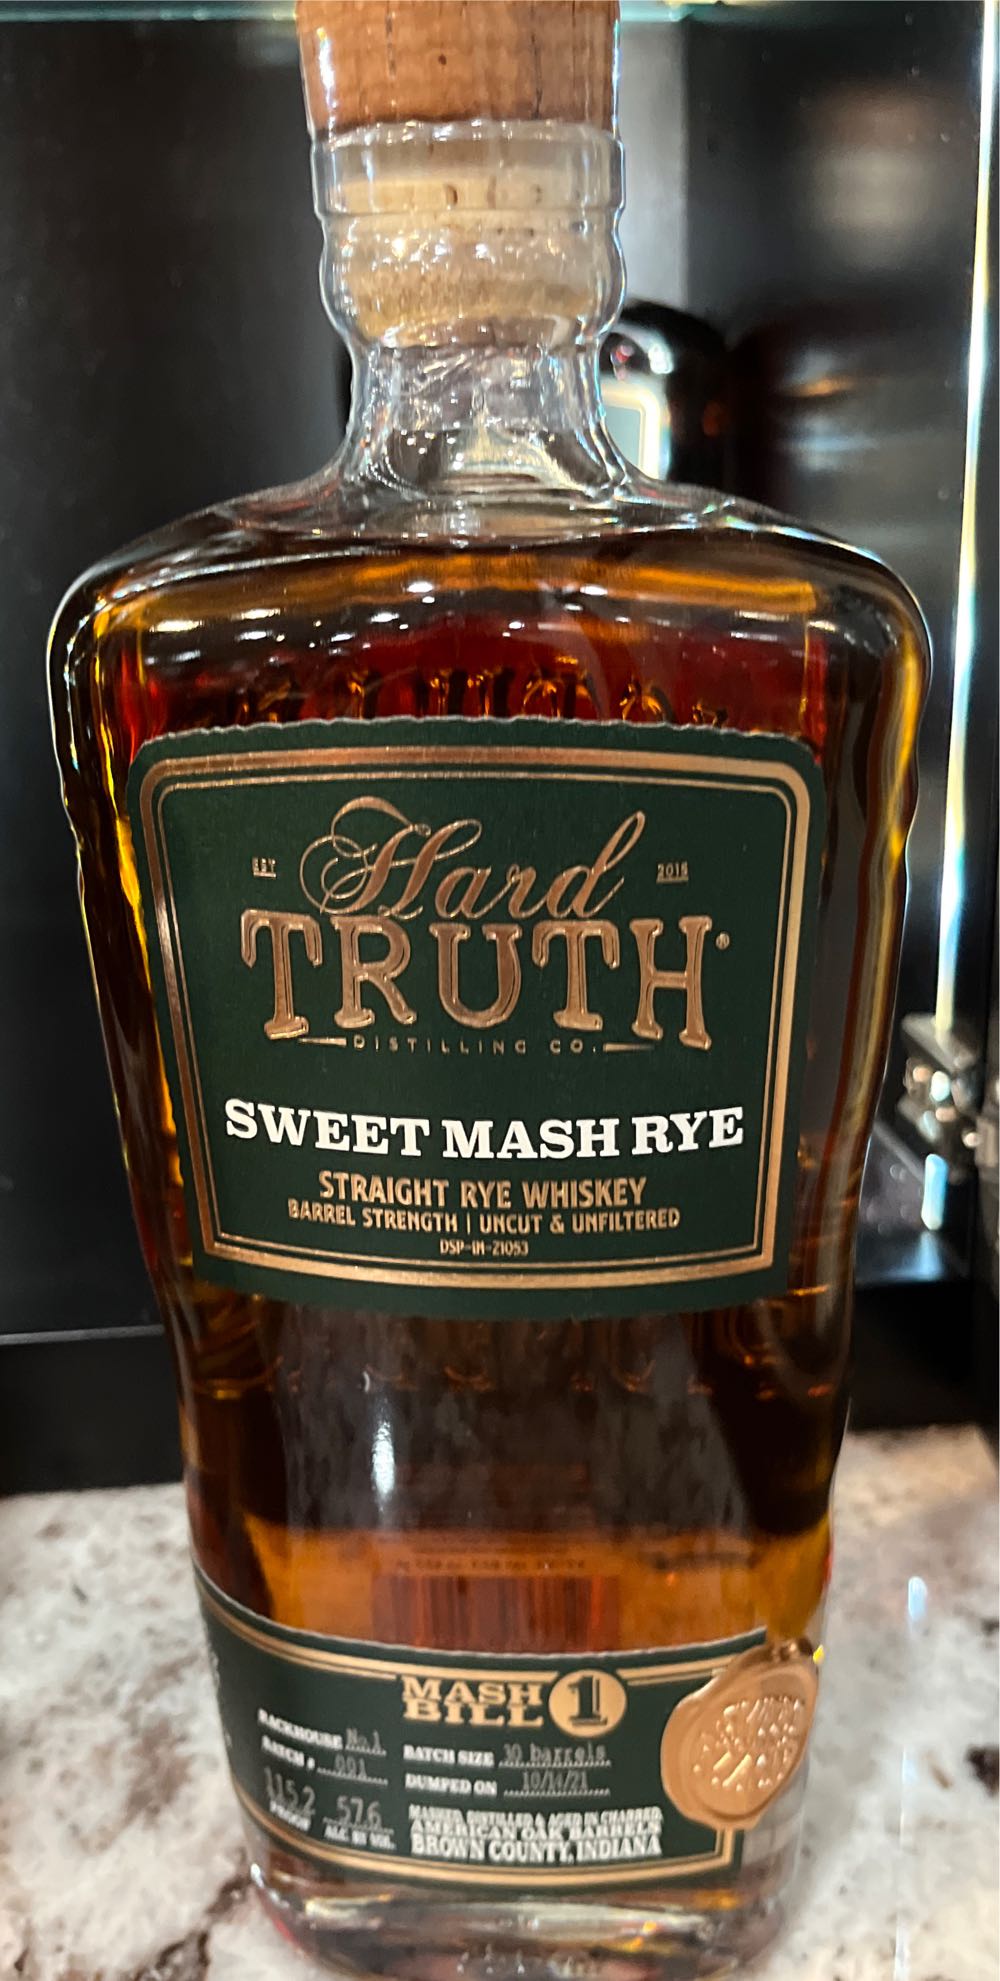 EST Hard 2015
TRUTH®
DISTILLING CO.
SWEET MASH RYE
STRAIGHT RYE WHISKEY
BARREL STRENGTH | UNCUT & UNFILTERED
DSP-IN-21053
MASH
BILL 1
RACKHOUSE No.1
BATCH # 001
115.2 57.6
PROOF ALC. BY VOL.
BATCH SIZE 10 barrels
DUMPED ON 10/14/21
MASHED, DISTILLED & AGED IN CHARRED
AMERICAN OAK BARRELS
BROWN COUNTY, INDIANA